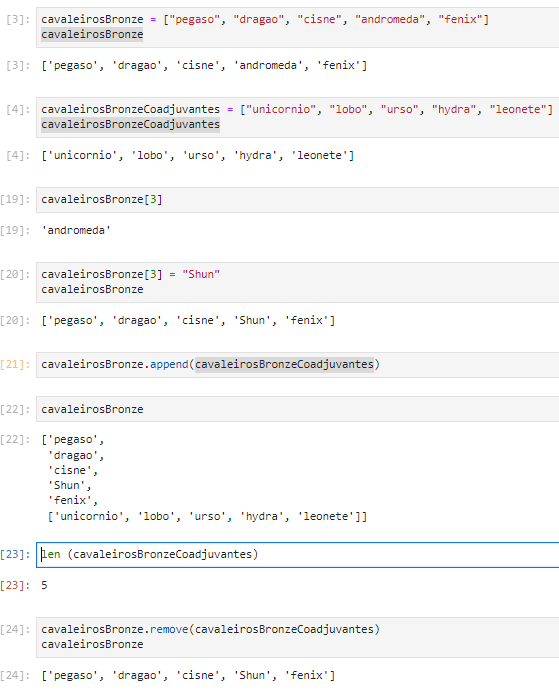 [3]: cavaleirosBronze = ["pegaso", "dragao", "cisne", "andromeda", "fenix"]
cavaleirosBronze
[3]: ['pegaso', 'dragao', 'cisne', 'andromeda', 'fenix']
[4]: cavaleirosBronzeCoadjuvantes = ["unicornio", "lobo", "urso", "hydra", "leonete"]
cavaleirosBronzeCoadjuvantes
[4]: ['unicornio', 'lobo', 'urso', 'hydra', 'leonete']
[19]: cavaleirosBronze[3]
[19]: 'andromeda'
[20]: cavaleirosBronze[3] = "Shun"
cavaleirosBronze
[20]: ['pegaso', 'dragao', 'cisne', 'Shun', 'fenix']
[21]: cavaleirosBronze.append(cavaleirosBronzeCoadjuvantes)
[22]: cavaleirosBronze
[22]: ['pegaso',
'dragao',
'cisne',
'Shun',
'fenix',
['unicornio', 'lobo', 'urso', 'hydra', 'leonete']]
[23]: len (cavaleirosBronzeCoadjuvantes)
[23]: 5
[24]: cavaleirosBronze.remove(cavaleirosBronzeCoadjuvantes)
cavaleirosBronze
[24]: ['pegaso', 'dragao', 'cisne', 'Shun', 'fenix']